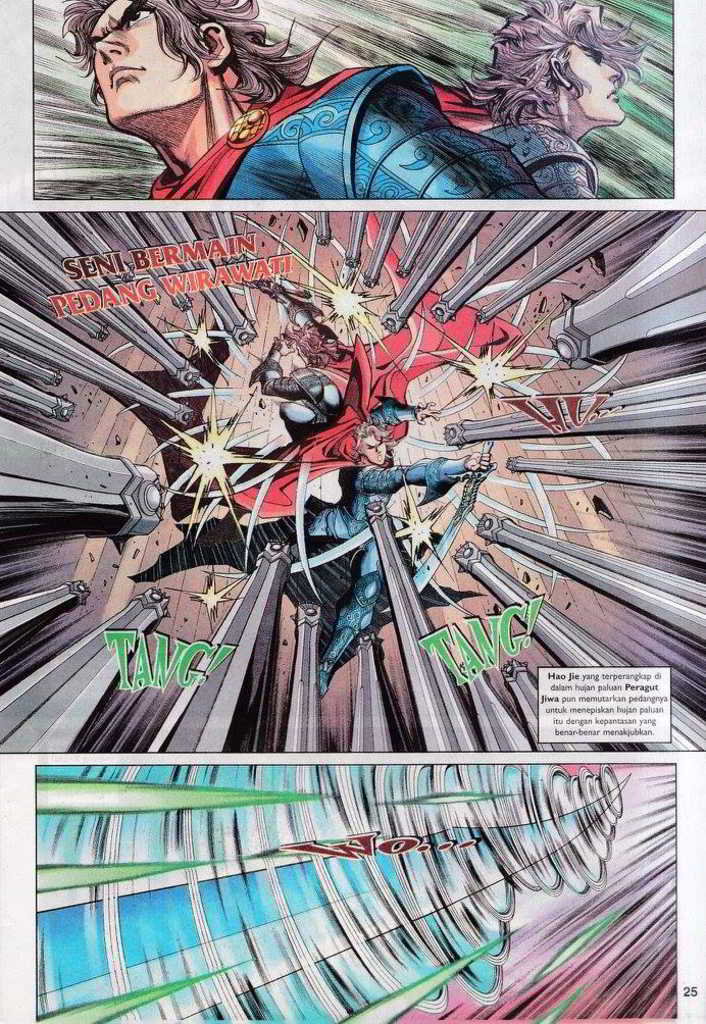 SENI BERMAIN
PEDANG WIRAWATI
HU...
TANG!
TANG!
Hao Jie yang terperangkap di
dalam hujan paluan Peragut
Jiwa pun memutarkan pedangnya
untuk menepiskan hujan paluan
itu dengan kepantasan yang
benar-benar menakjubkan.
WO...
25